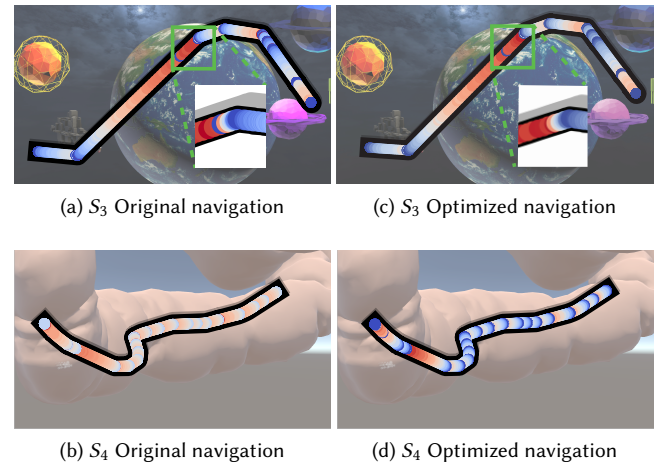 (a) S₃ Original navigation
(c) S₃ Optimized navigation
(b) S₄ Original navigation
(d) S₄ Optimized navigation